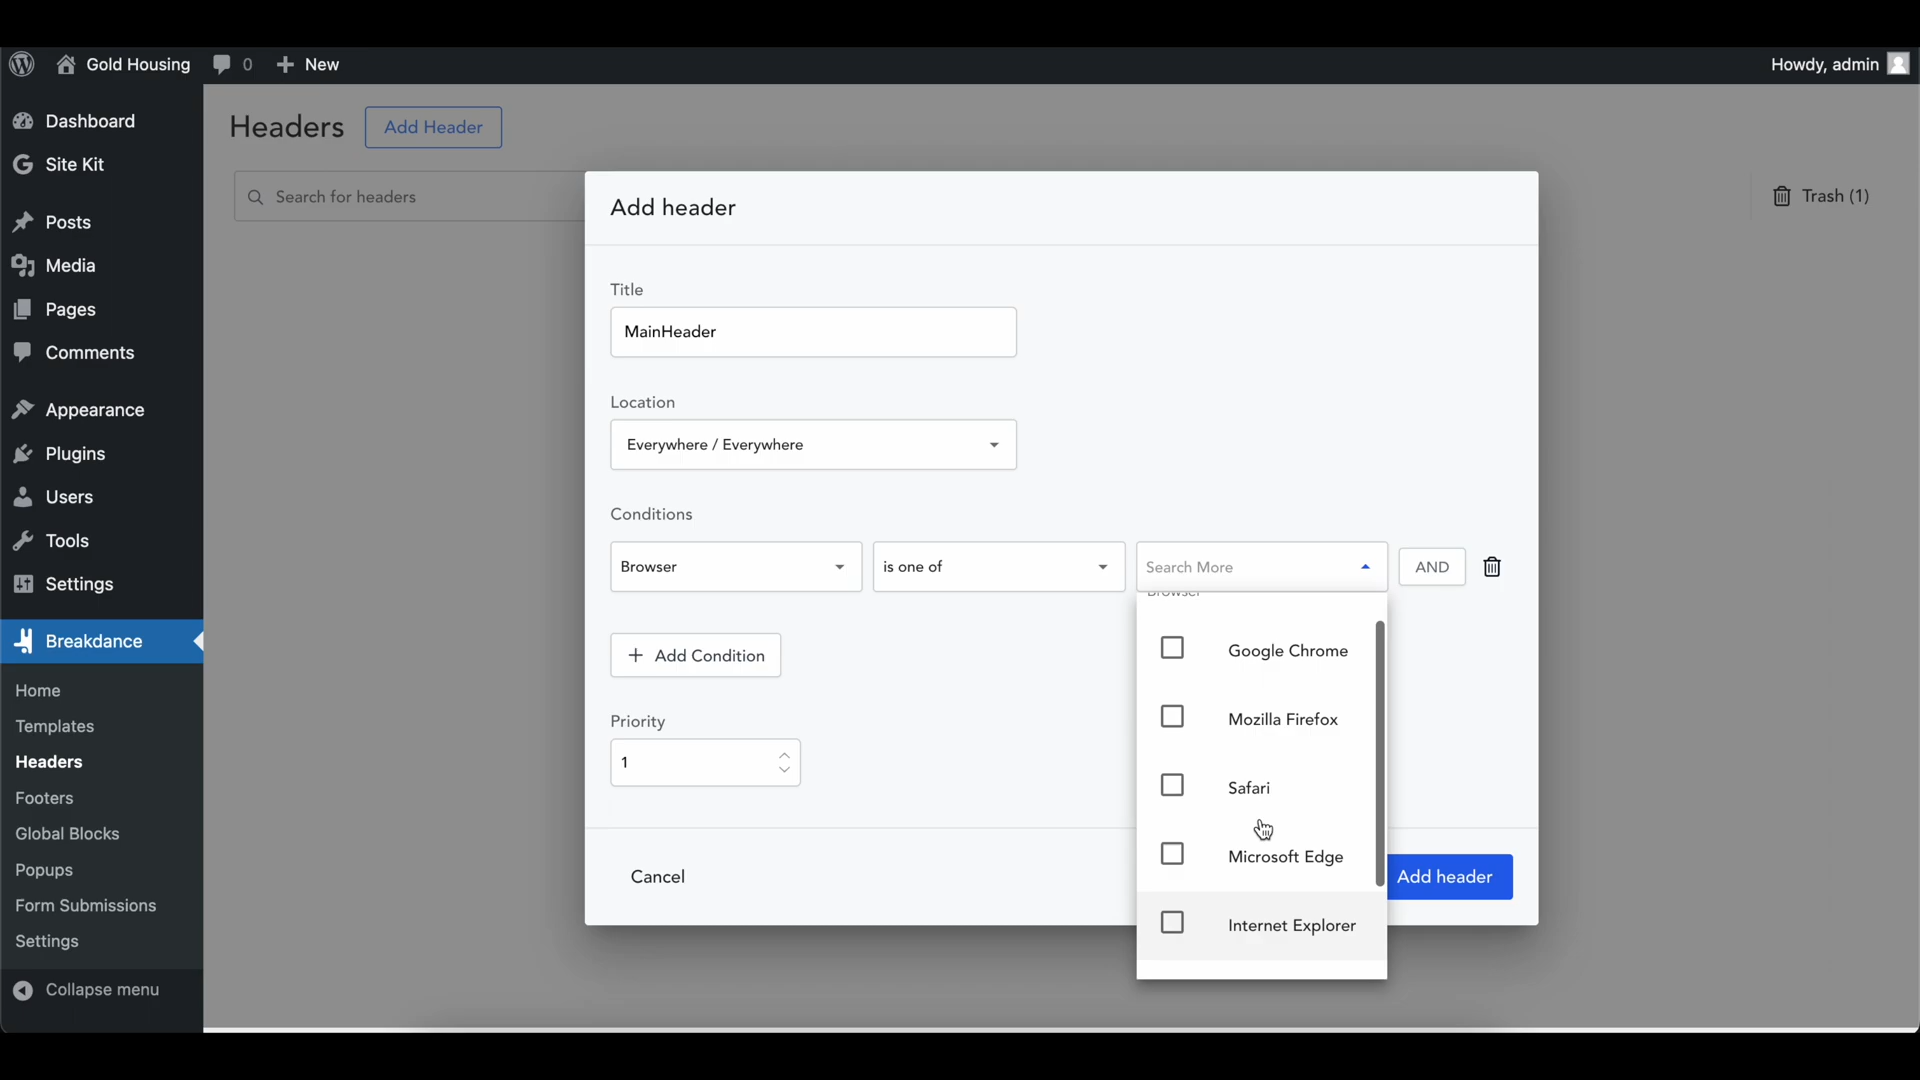 Gold Housing 0 New Howdy, admin
Dashboard
Site Kit
Posts
Media
Pages
Comments
Appearance
Plugins
Users
Tools
Settings
Breakdance
Home
Templates
Headers
Footers
Global Blocks
Popups
Form Submissions
Settings
Collapse menu
Headers Add Header
Search for headers
Trash (1)
Add header
Title
MainHeader
Location
Everywhere / Everywhere
Conditions
Browser is one of Search More AND
Browser
Google Chrome
Mozilla Firefox
Safari
Microsoft Edge
Internet Explorer
+ Add Condition
Priority
1
Cancel Add header